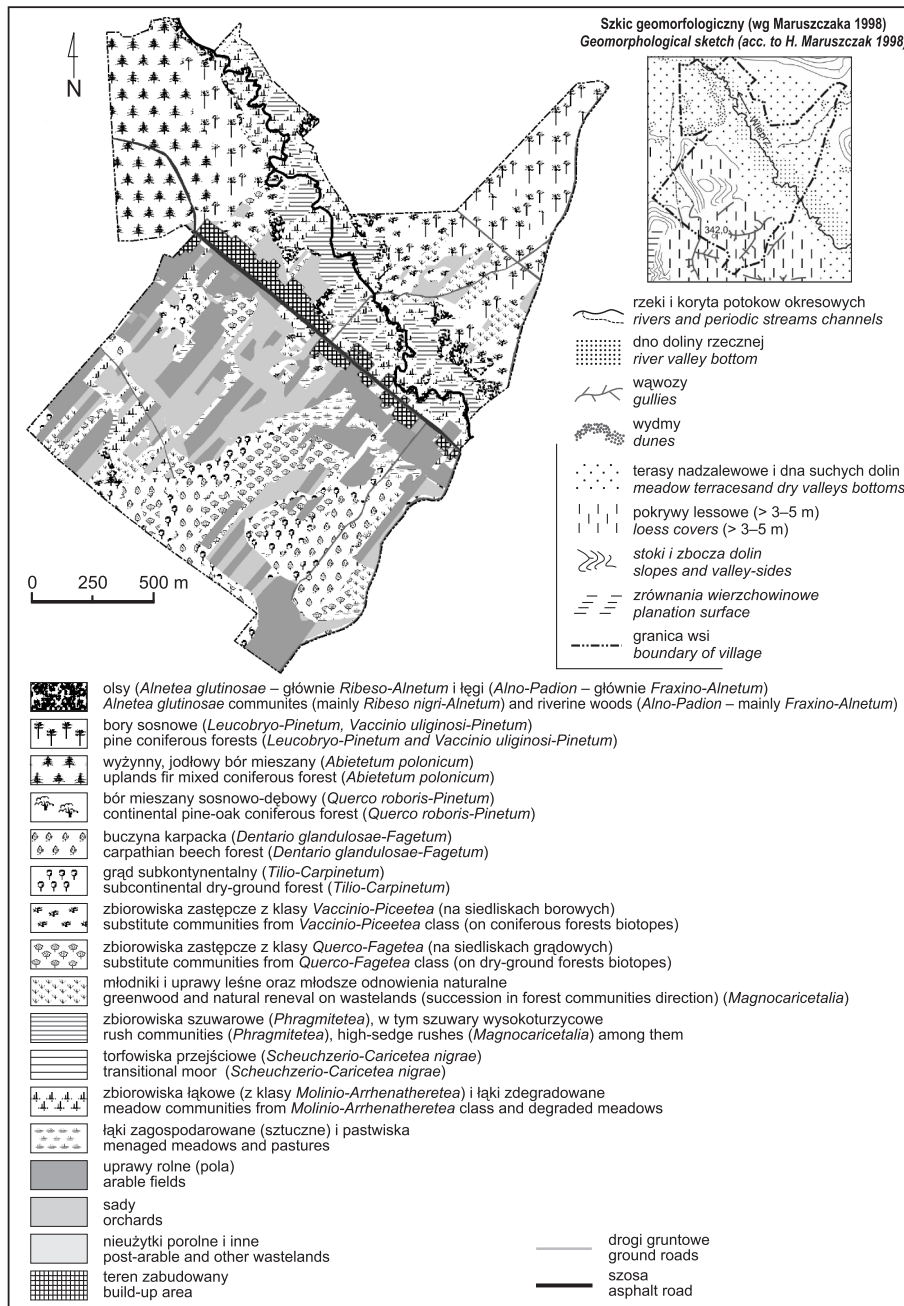 Szkic geomorfologiczny (wg Maruszczaka 1998)
Geomorphological sketch (acc. to H. Maruszczak 1998)
N
Wieprz
342,0
rzeki i koryta potokow okresowych
rivers and periodic streams channels
dno doliny rzecznej
river valley bottom
wąwozy
gullies
wydmy
dunes
terasy nadzalewowe i dna suchych dolin
meadow terracesand dry valleys bottoms
pokrywy lessowe (> 3–5 m)
loess covers (> 3–5 m)
stoki i zbocza dolin
slopes and valley-sides
zrównania wierzchowinowe
planation surface
granica wsi
boundary of village
0 250 500 m
olsy (Alnetea glutinosae – głównie Ribeso-Alnetum i łęgi (Alno-Padion – głównie Fraxino-Alnetum)
Alnetea glutinosae communites (mainly Ribeso nigri-Alnetum) and riverine woods (Alno-Padion – mainly Fraxino-Alnetum)
bory sosnowe (Leucobryo-Pinetum, Vaccinio uliginosi-Pinetum)
pine coniferous forests (Leucobryo-Pinetum and Vaccinio uliginosi-Pinetum)
wyżynny, jodłowy bór mieszany (Abietetum polonicum)
uplands fir mixed coniferous forest (Abietetum polonicum)
bór mieszany sosnowo-dębowy (Querco roboris-Pinetum)
continental pine-oak coniferous forest (Querco roboris-Pinetum)
buczyna karpacka (Dentario glandulosae-Fagetum)
carpathian beech forest (Dentario glandulosae-Fagetum)
grąd subkontynentalny (Tilio-Carpinetum)
subcontinental dry-ground forest (Tilio-Carpinetum)
zbiorowiska zastępcze z klasy Vaccinio-Piceetea (na siedliskach borowych)
substitute communities from Vaccinio-Piceetea class (on coniferous forests biotopes)
zbiorowiska zastępcze z klasy Querco-Fagetea (na siedliskach grądowych)
substitute communities from Querco-Fagetea class (on dry-ground forests biotopes)
młodniki i uprawy leśne oraz młodsze odnowienia naturalne
greenwood and natural reneval on wastelands (succession in forest communities direction) (Magnocaricetalia)
zbiorowiska szuwarowe (Phragmitetea), w tym szuwary wysokoturzycowe
rush communities (Phragmitetea), high-sedge rushes (Magnocaricetalia) among them
torfowiska przejściowe (Scheuchzerio-Caricetea nigrae)
transitional moor (Scheuchzerio-Caricetea nigrae)
zbiorowiska łąkowe (z klasy Molinio-Arrhenatheretea) i łąki zdegradowane
meadow communities from Molinio-Arrhenatheretea class and degraded meadows
łąki zagospodarowane (sztuczne) i pastwiska
menaged meadows and pastures
uprawy rolne (pola)
arable fields
sady
orchards
nieużytki porolne i inne
post-arable and other wastelands
teren zabudowany
build-up area
drogi gruntowe
ground roads
szosa
asphalt road